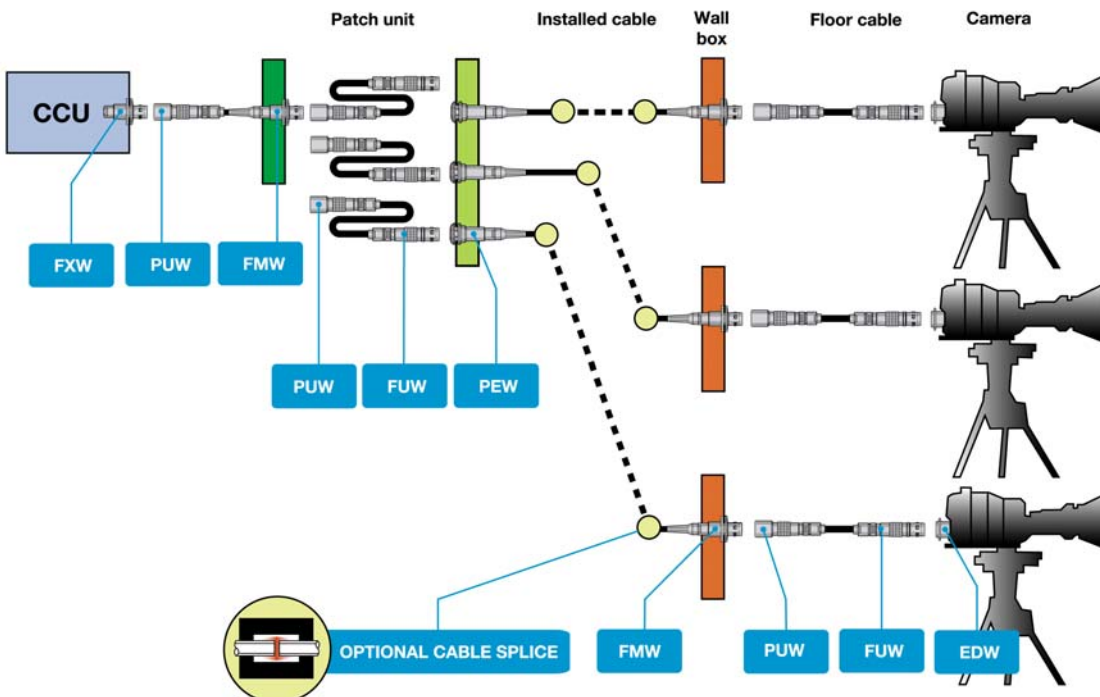 Patch unit
Installed cable
Wall
box
Floor cable
Camera
CCU
FXW
PUW
FMW
PUW
FUW
PEW
OPTIONAL CABLE SPLICE
FMW
PUW
FUW
EDW